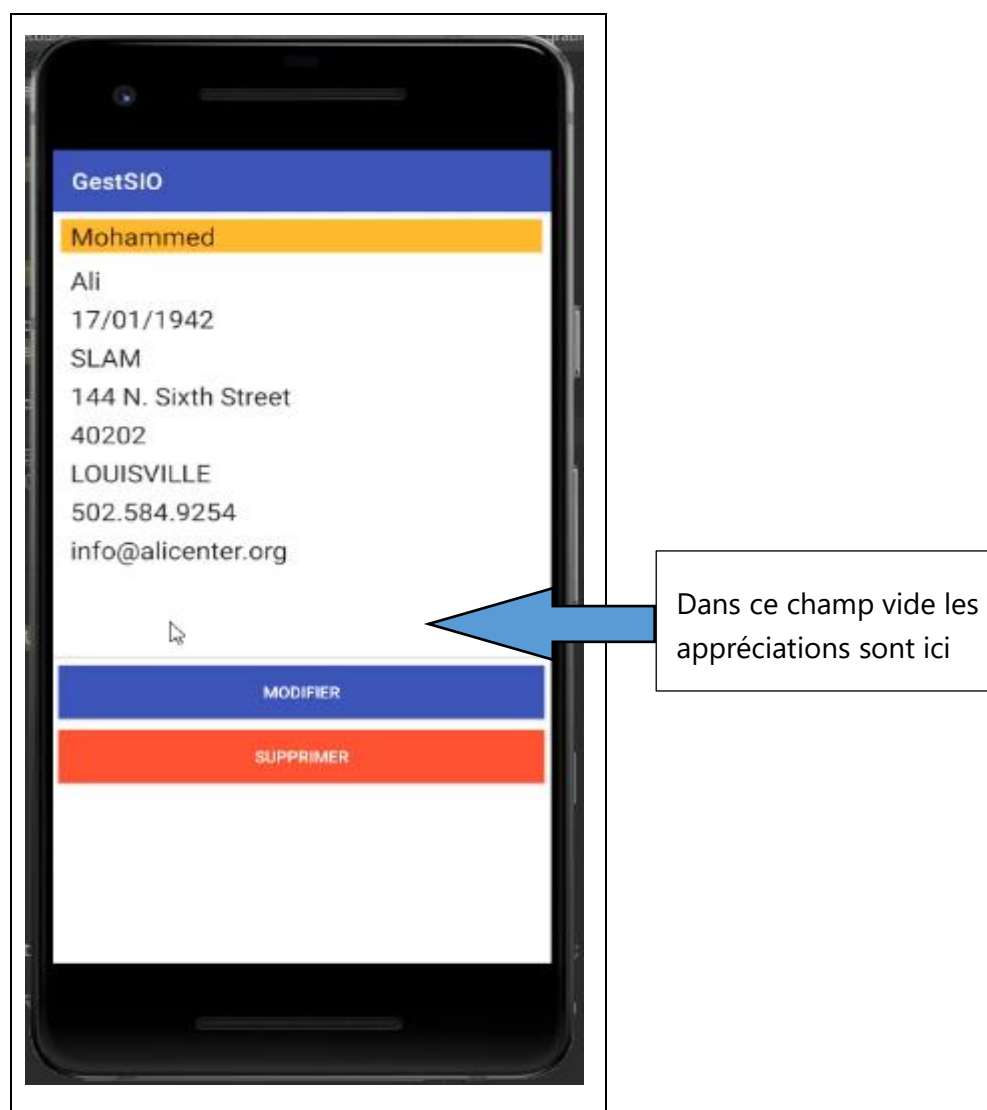 GestSIO
Mohammed
Ali
17/01/1942
SLAM
144 N. Sixth Street
40202
LOUISVILLE
502.584.9254
info@alicenter.org
Dans ce champ vide les
appréciations sont ici
MODIFIER
SUPPRIMER